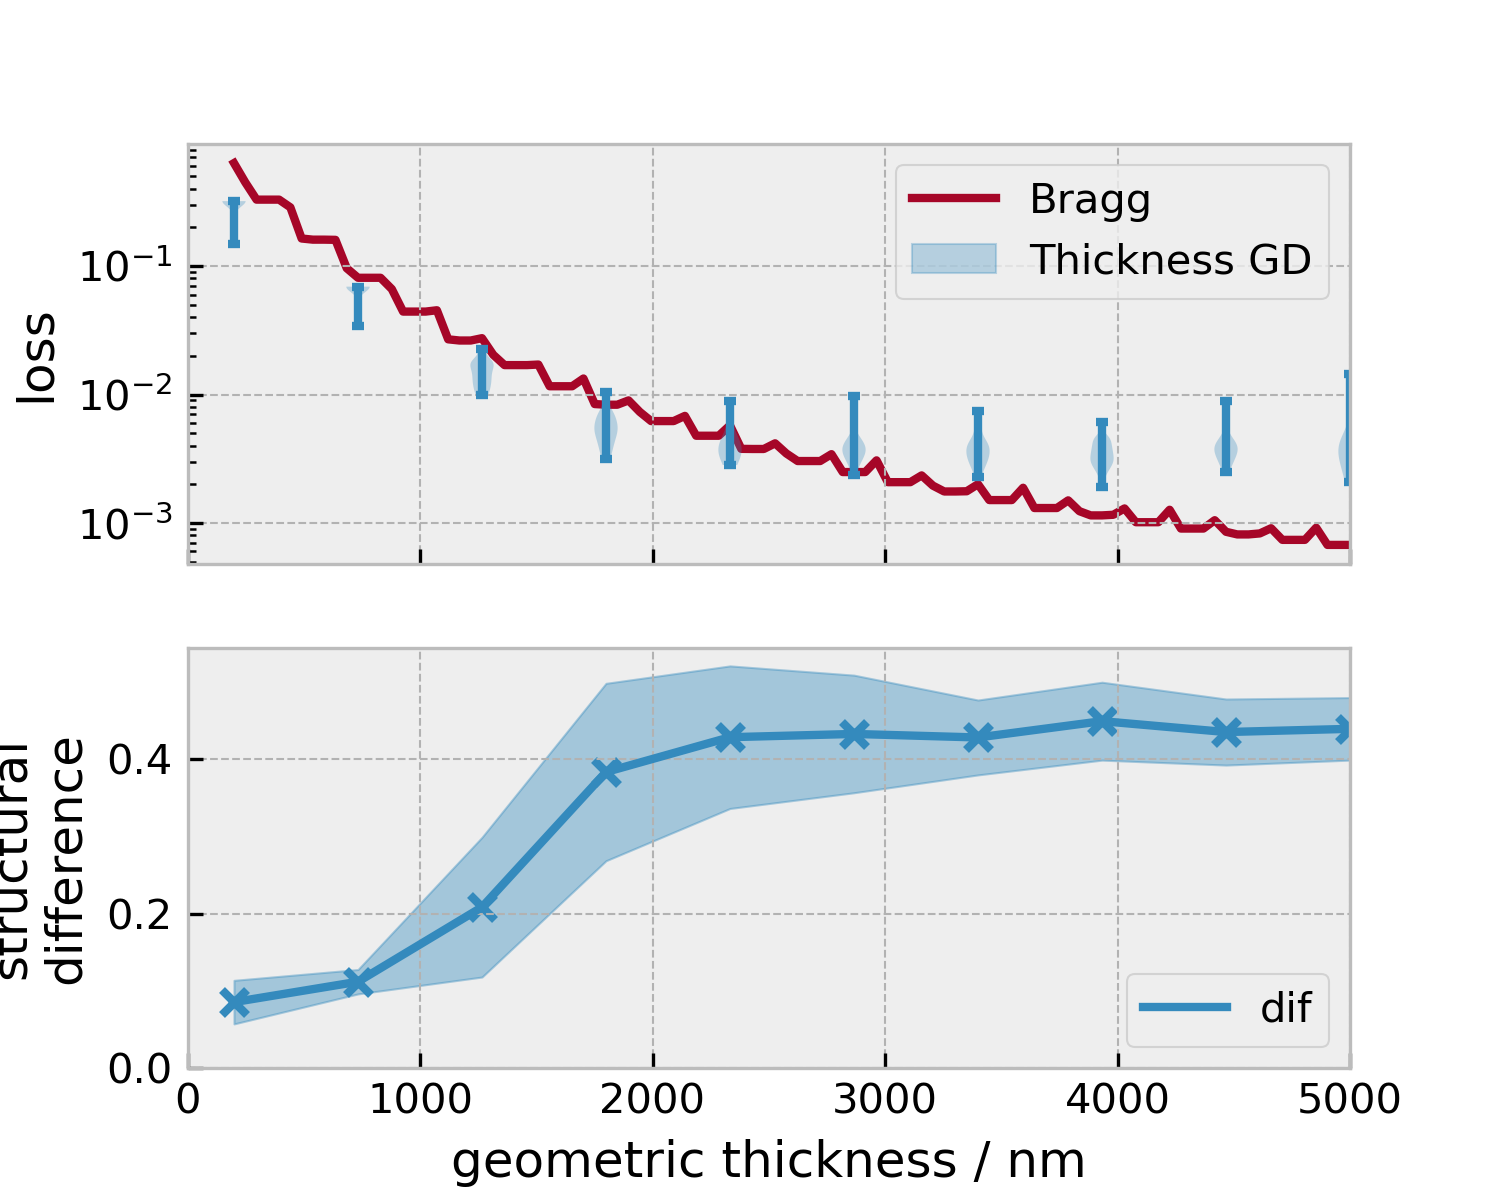 Bragg
Thickness GD
10⁻¹
10⁻²
10⁻³
loss
0.4
0.2
0.0
structural
difference
dif
0 1000 2000 3000 4000 5000
geometric thickness / nm